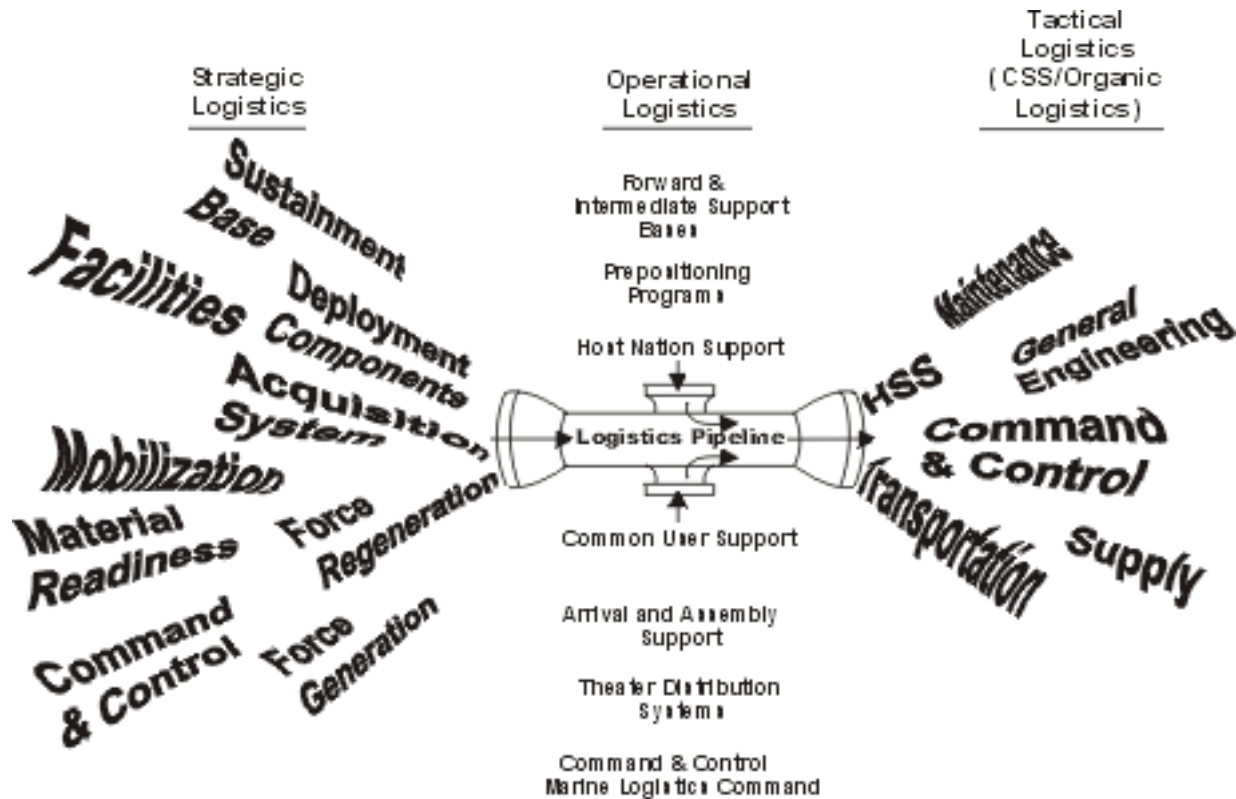 Strategic
Logistics
Sustainment
Base
Facilities
Deployment
Components
Acquisition
System
Mobilization
Material
Readiness
Force
Regeneration
Command
& Control
Force
Generation
Operational
Logistics
Forward &
Intermediate Support
Bases
Prepositioning
Programs
Host Nation Support
Logistics Pipeline
Common User Support
Arrival and Assembly
Support
Theater Distribution
Systems
Command & Control
Marine Logistics Command
Tactical
Logistics
(CSS/Organic
Logistics)
Maintenance
General
Engineering
HSS
Command
& Control
Transportation
Supply